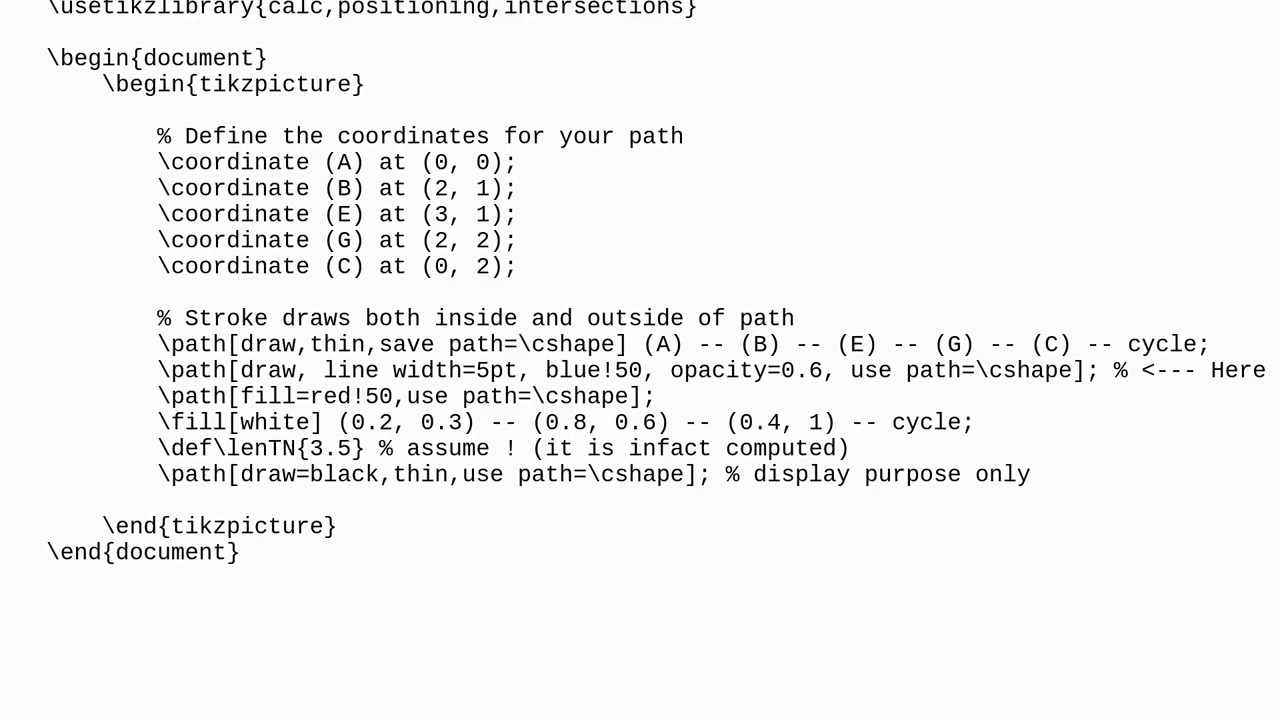 \usetikzlibrary{calc,positioning,intersections}
\begin{document}
\begin{tikzpicture}
% Define the coordinates for your path
\coordinate (A) at (0, 0);
\coordinate (B) at (2, 1);
\coordinate (E) at (3, 1);
\coordinate (G) at (2, 2);
\coordinate (C) at (0, 2);
% Stroke draws both inside and outside of path
\path[draw,thin,save path=\cshape] (A) -- (B) -- (E) -- (G) -- (C) -- cycle;
\path[draw, line width=5pt, blue!50, opacity=0.6, use path=\cshape]; % <--- Here
\path[fill=red!50,use path=\cshape];
\fill[white] (0.2, 0.3) -- (0.8, 0.6) -- (0.4, 1) -- cycle;
\def\lenTN{3.5} % assume ! (it is infact computed)
\path[draw=black,thin,use path=\cshape]; % display purpose only
\end{tikzpicture}
\end{document}